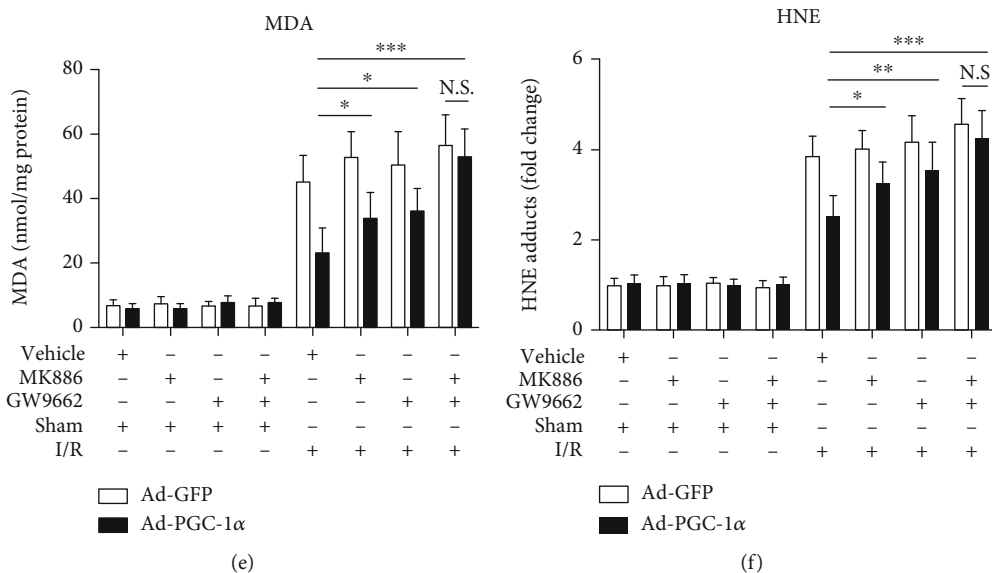 MDA
MDA (nmol/mg protein)
80
60
40
20
0
***
*
*
N.S.
Vehicle + – – – + – – –
MK886 – + – + – + – +
GW9662 – – + + – – + +
Sham + + + + – – – –
I/R – – – – + + + +
Ad-GFP
Ad-PGC-1α
(e)
HNE
HNE adducts (fold change)
6
4
2
0
***
**
*
N.S
Vehicle + – – – + – – –
MK886 – + – + – + – +
GW9662 – – + + – – + +
Sham + + + + – – – –
I/R – – – – + + + +
Ad-GFP
Ad-PGC-1α
(f)